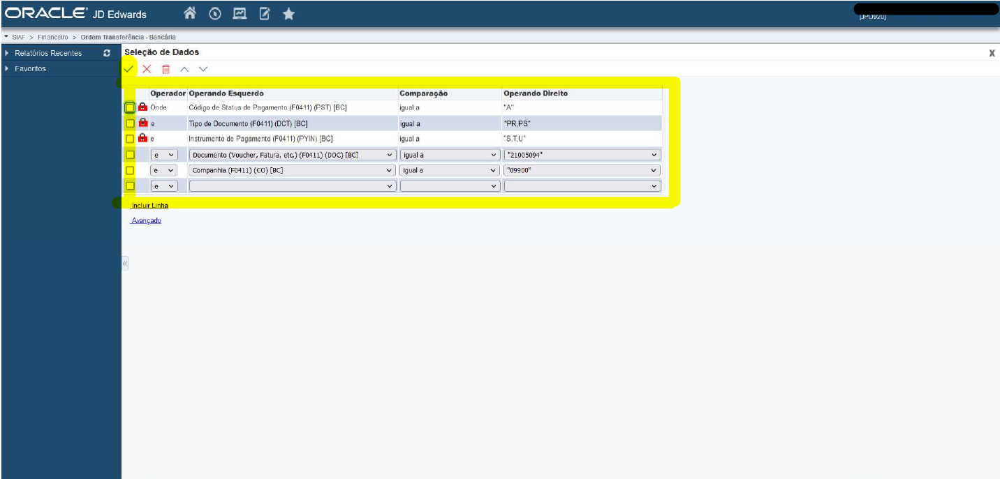 ORACLE' JD Edwards
[JPD920]
SIAF > Financeiro > Ordem Transferência - Bancária
Relatórios Recentes
Favoritos
Seleção de Dados
X
Operador Operando Esquerdo Comparação Operando Direito
Onde Código de Status de Pagamento (F0411) (PST) [BC] igual a "A"
e Tipo de Documento (F0411) (DCT) [BC] igual a "PR,PS"
e Instrumento de Pagamento (F0411) (PYIN) [BC] igual a "S,T,U"
e Documento (Voucher, Fatura, etc.) (F0411) (DOC) [BC] igual a "21005094"
e Companhia (F0411) (CO) [BC] igual a "09900"
e
Incluir Linha
Avançado
«